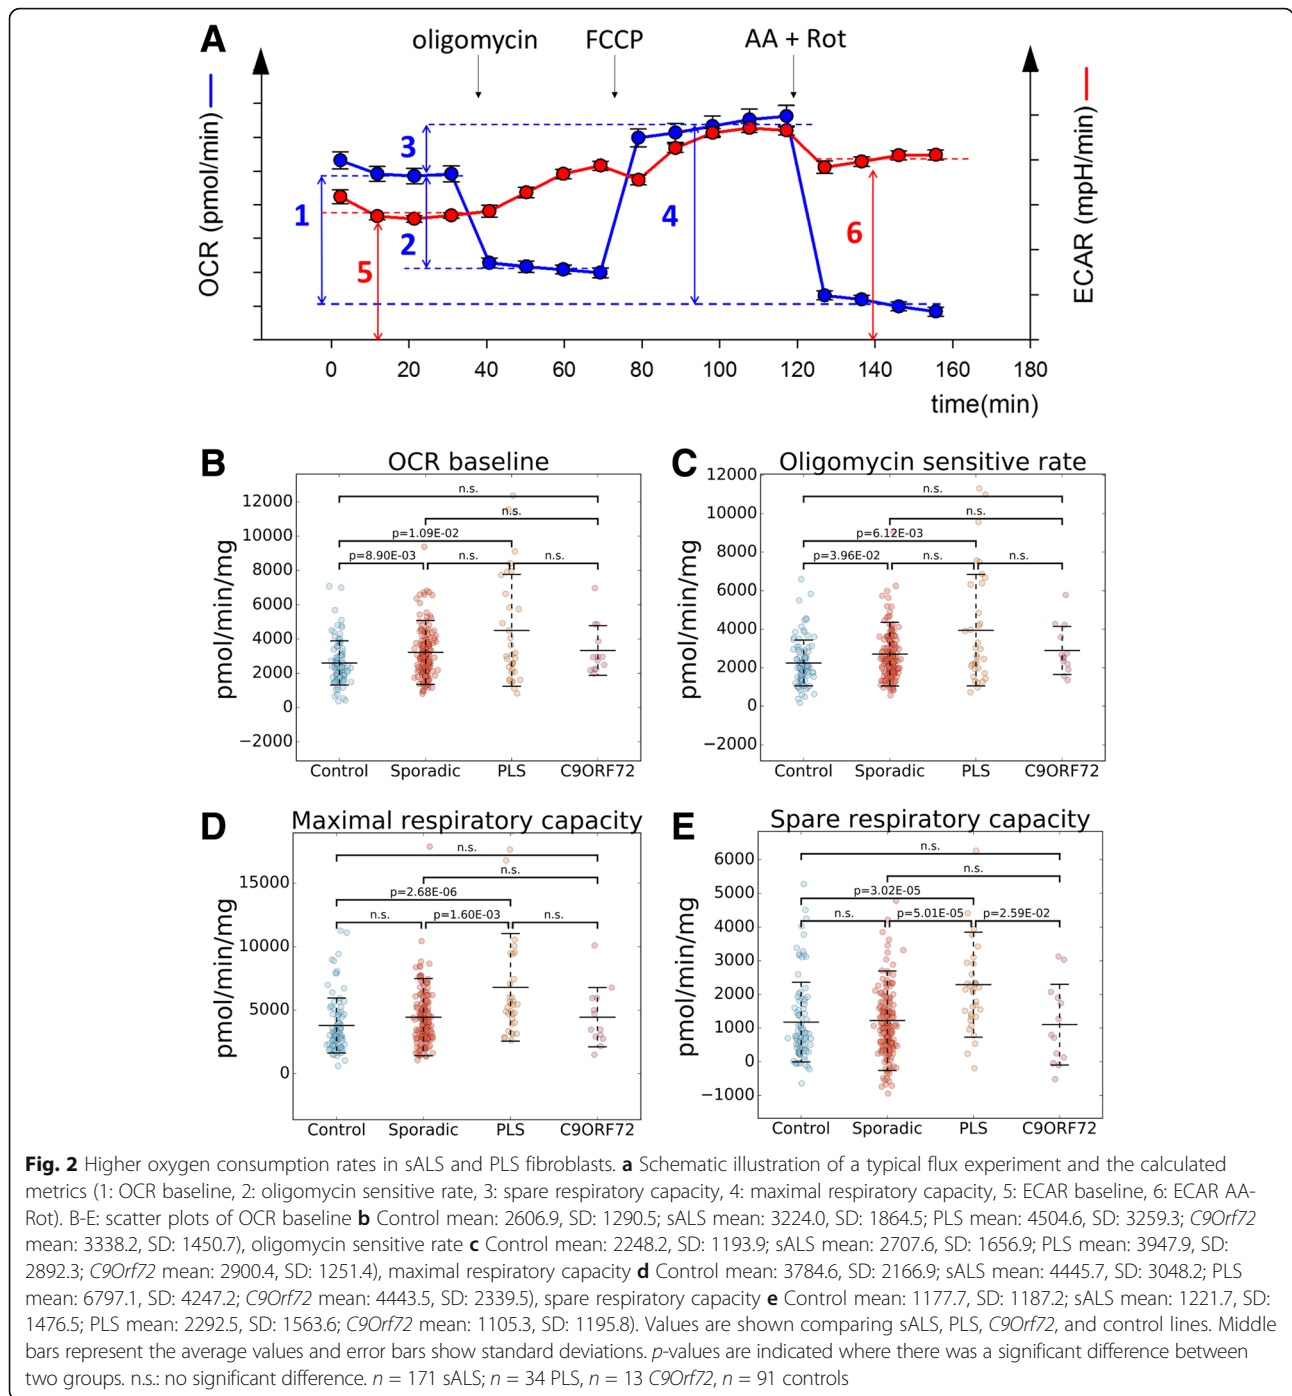 A
oligomycin FCCP AA + Rot
OCR (pmol/min)
ECAR (mpH/min)
3
1
2
4
5
6
0 20 40 60 80 100 120 140 160 180
time(min)
B
OCR baseline
pmol/min/mg
12000
10000
8000
6000
4000
2000
0
−2000
n.s.
n.s.
p=1.09E-02
p=8.90E-03 n.s. n.s.
Control Sporadic PLS C9ORF72
C
Oligomycin sensitive rate
pmol/min/mg
12000
10000
8000
6000
4000
2000
0
−2000
n.s.
n.s.
p=6.12E-03
p=3.96E-02 n.s. n.s.
Control Sporadic PLS C9ORF72
D
Maximal respiratory capacity
pmol/min/mg
15000
10000
5000
0
n.s.
n.s.
p=2.68E-06
n.s. p=1.60E-03 n.s.
Control Sporadic PLS C9ORF72
E
Spare respiratory capacity
pmol/min/mg
6000
5000
4000
3000
2000
1000
0
−1000
n.s.
n.s.
p=3.02E-05
n.s. p=5.01E-05 p=2.59E-02
Control Sporadic PLS C9ORF72
Fig. 2 Higher oxygen consumption rates in sALS and PLS fibroblasts. a Schematic illustration of a typical flux experiment and the calculated
metrics (1: OCR baseline, 2: oligomycin sensitive rate, 3: spare respiratory capacity, 4: maximal respiratory capacity, 5: ECAR baseline, 6: ECAR AA-
Rot). B-E: scatter plots of OCR baseline b Control mean: 2606.9, SD: 1290.5; sALS mean: 3224.0, SD: 1864.5; PLS mean: 4504.6, SD: 3259.3; C9Orf72
mean: 3338.2, SD: 1450.7), oligomycin sensitive rate c Control mean: 2248.2, SD: 1193.9; sALS mean: 2707.6, SD: 1656.9; PLS mean: 3947.9, SD:
2892.3; C9Orf72 mean: 2900.4, SD: 1251.4), maximal respiratory capacity d Control mean: 3784.6, SD: 2166.9; sALS mean: 4445.7, SD: 3048.2; PLS
mean: 6797.1, SD: 4247.2; C9Orf72 mean: 4443.5, SD: 2339.5), spare respiratory capacity e Control mean: 1177.7, SD: 1187.2; sALS mean: 1221.7, SD:
1476.5; PLS mean: 2292.5, SD: 1563.6; C9Orf72 mean: 1105.3, SD: 1195.8). Values are shown comparing sALS, PLS, C9Orf72, and control lines. Middle
bars represent the average values and error bars show standard deviations. p-values are indicated where there was a significant difference between
two groups. n.s.: no significant difference. n = 171 sALS; n = 34 PLS, n = 13 C9Orf72, n = 91 controls